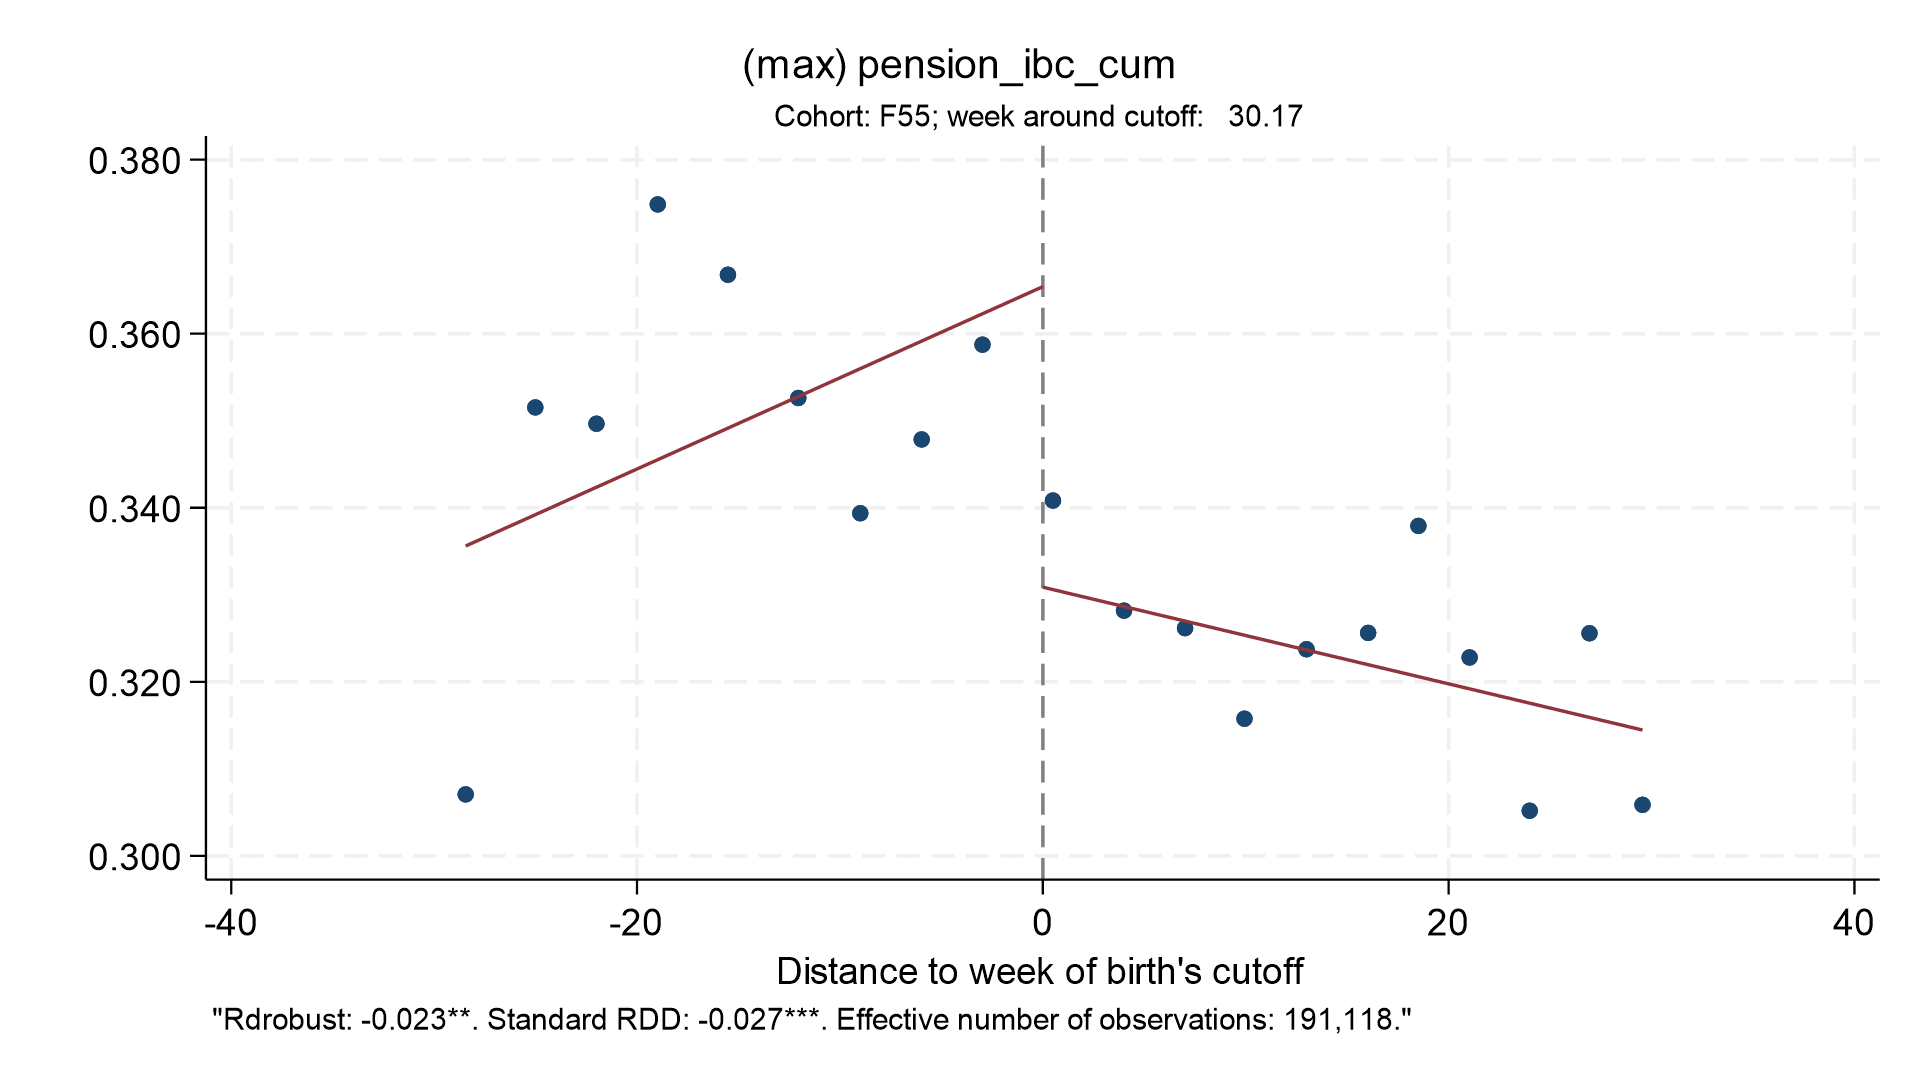 (max) pension_ibc_cum
Cohort: F55; week around cutoff: 30.17
0.380
0.360
0.340
0.320
0.300
-40 -20 0 20 40
Distance to week of birth's cutoff
"Rdrobust: -0.023**. Standard RDD: -0.027***. Effective number of observations: 191,118."